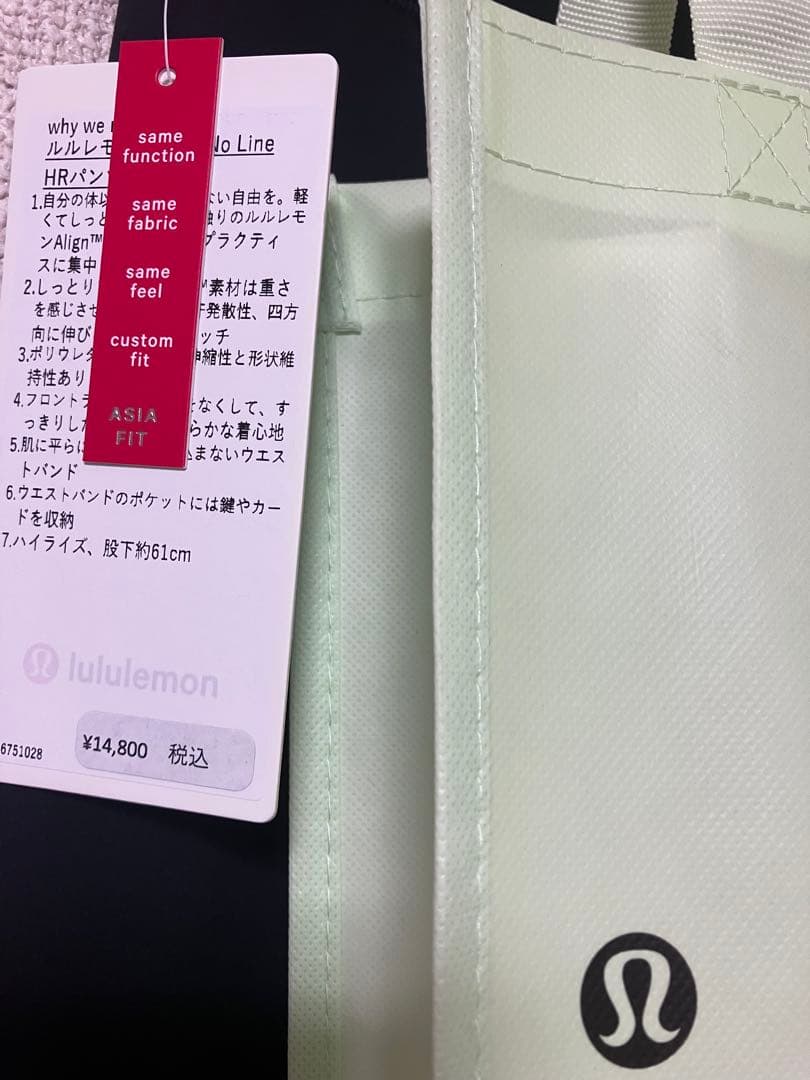 why we
ルルレモ No Line
HRパン
1.自分の体 ない自由を。軽
くてしっと りのルルレモ
ンAlign™ プラクティ
スに集中
2.しっとり 素材は重さ
を感じさせ 発散性、四方
向に伸び ッチ
3.ポリウレタ 伸縮性と形状維
持性あり
4.フロントラ をなくして、す
っきりした らかな着心地
5.肌に平らに 込まないウエス
トバンド
6.ウエストバンドのポケットには鍵やカー
ドを収納
7.ハイライズ、股下約61cm
same
function
same
fabric
same
feel
custom
fit
ASIA
FIT
lululemon
6751028
¥14,800 税込